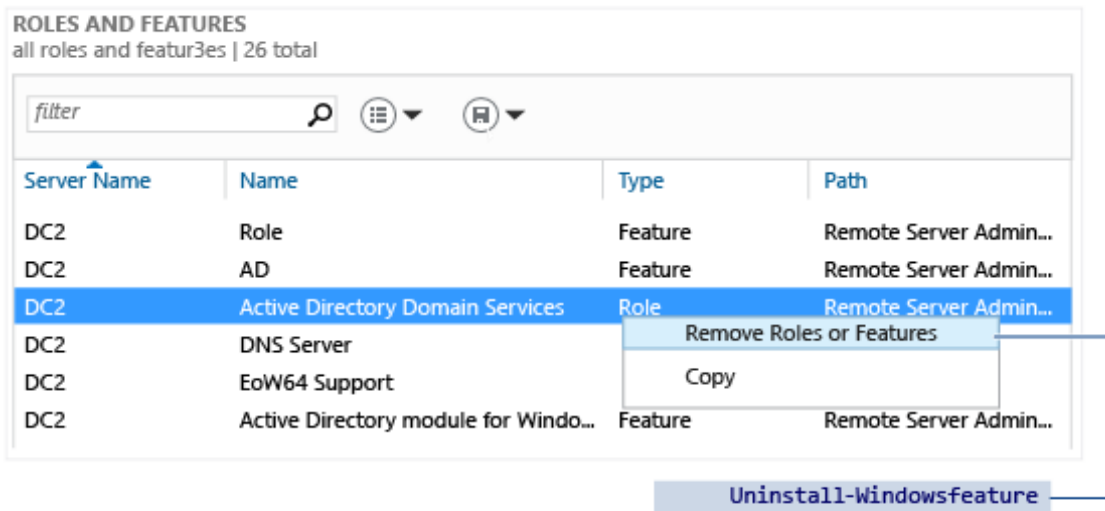 ROLES AND FEATURES
all roles and featur3es | 26 total
filter
Server Name Name Type Path
DC2 Role Feature Remote Server Admin...
DC2 AD Feature Remote Server Admin...
DC2 Active Directory Domain Services Role Remote Server Admin...
Remove Roles or Features
DC2 DNS Server
Copy
DC2 EoW64 Support
DC2 Active Directory module for Windo... Feature Remote Server Admin...
Uninstall-Windowsfeature